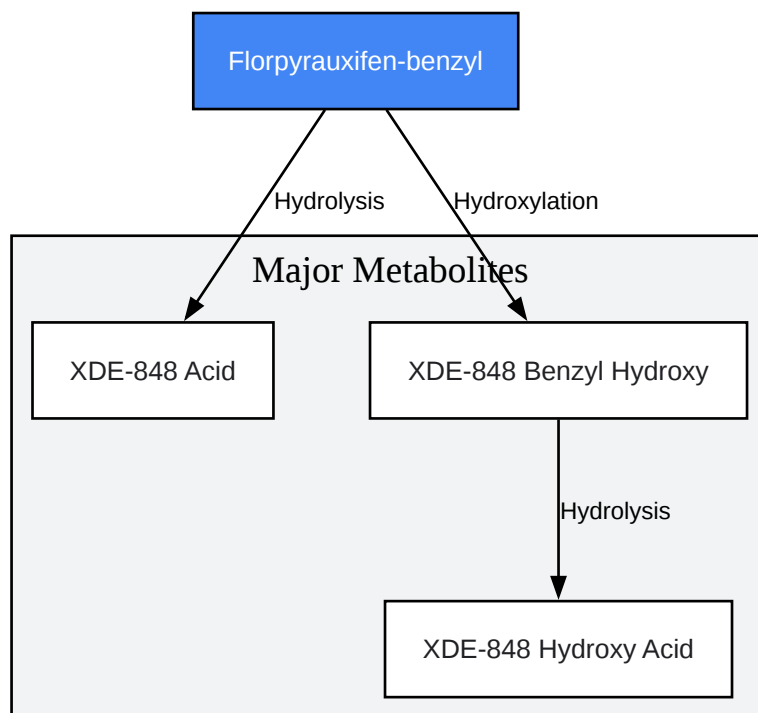 Florpyrauxifen-benzyl
Hydrolysis
Hydroxylation
Major Metabolites
XDE-848 Acid
XDE-848 Benzyl Hydroxy
Hydrolysis
XDE-848 Hydroxy Acid